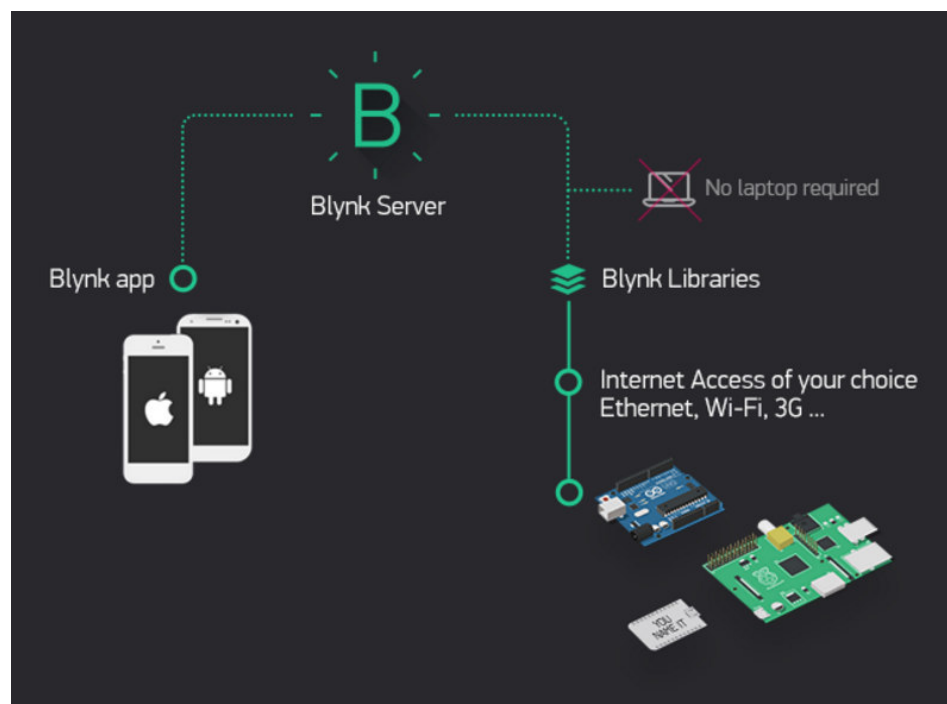 B
Blynk Server
No laptop required
Blynk app
Blynk Libraries
Internet Access of your choice
Ethernet, Wi-Fi, 3G ...
YOU
NAME IT